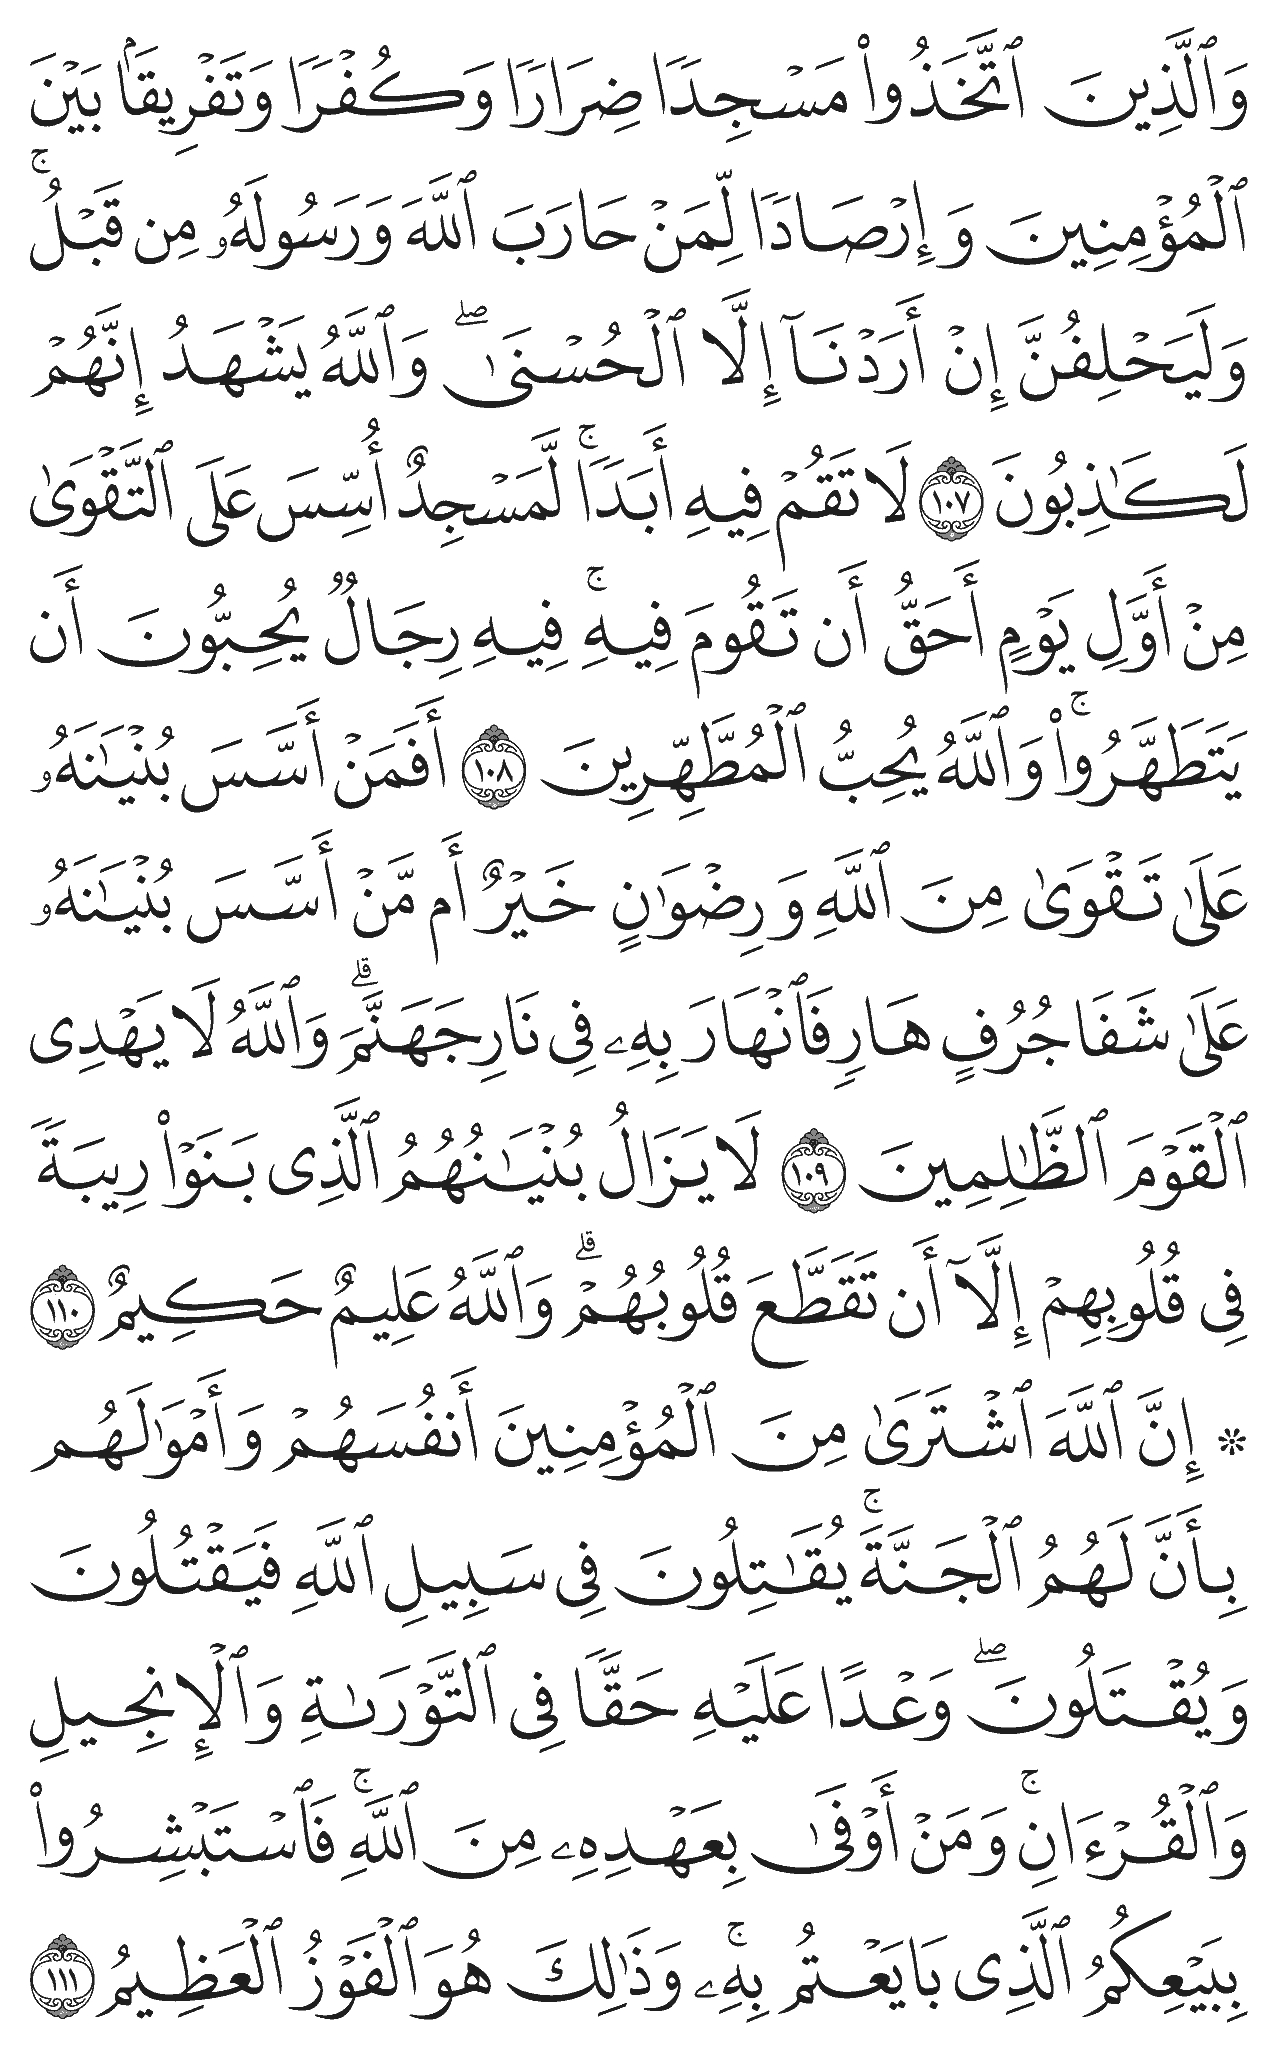 وَٱلَّذِينَ ٱتَّخَذُوا۟ مَسْجِدًا ضِرَارًا وَكُفْرًا وَتَفْرِيقًۢا بَيْنَ
ٱلْمُؤْمِنِينَ وَإِرْصَادًا لِّمَنْ حَارَبَ ٱللَّهَ وَرَسُولَهُۥ مِن قَبْلُ ۚ
وَلَيَحْلِفُنَّ إِنْ أَرَدْنَآ إِلَّا ٱلْحُسْنَىٰ ۖ وَٱللَّهُ يَشْهَدُ إِنَّهُمْ
لَكَـٰذِبُونَ ١٠٧ لَا تَقُمْ فِيهِ أَبَدًا ۚ لَّمَسْجِدٌ أُسِّسَ عَلَى ٱلتَّقْوَىٰ
مِنْ أَوَّلِ يَوْمٍ أَحَقُّ أَن تَقُومَ فِيهِ ۚ فِيهِ رِجَالٌ يُحِبُّونَ أَن
يَتَطَهَّرُوا۟ ۚ وَٱللَّهُ يُحِبُّ ٱلْمُطَّهِّرِينَ ١٠٨ أَفَمَنْ أَسَّسَ بُنْيَـٰنَهُۥ
عَلَىٰ تَقْوَىٰ مِنَ ٱللَّهِ وَرِضْوَٰنٍ خَيْرٌ أَم مَّنْ أَسَّسَ بُنْيَـٰنَهُۥ
عَلَىٰ شَفَا جُرُفٍ هَارٍ فَٱنْهَارَ بِهِۦ فِى نَارِ جَهَنَّمَ ۗ وَٱللَّهُ لَا يَهْدِى
ٱلْقَوْمَ ٱلظَّـٰلِمِينَ ١٠٩ لَا يَزَالُ بُنْيَـٰنُهُمُ ٱلَّذِى بَنَوْا۟ رِيبَةً
فِى قُلُوبِهِمْ إِلَّآ أَن تَقَطَّعَ قُلُوبُهُمْ ۗ وَٱللَّهُ عَلِيمٌ حَكِيمٌ ١١٠
۞ إِنَّ ٱللَّهَ ٱشْتَرَىٰ مِنَ ٱلْمُؤْمِنِينَ أَنفُسَهُمْ وَأَمْوَٰلَهُم
بِأَنَّ لَهُمُ ٱلْجَنَّةَ ۚ يُقَـٰتِلُونَ فِى سَبِيلِ ٱللَّهِ فَيَقْتُلُونَ
وَيُقْتَلُونَ ۖ وَعْدًا عَلَيْهِ حَقًّا فِى ٱلتَّوْرَىٰةِ وَٱلْإِنجِيلِ
وَٱلْقُرْءَانِ ۚ وَمَنْ أَوْفَىٰ بِعَهْدِهِۦ مِنَ ٱللَّهِ ۚ فَٱسْتَبْشِرُوا۟
بِبَيْعِكُمُ ٱلَّذِى بَايَعْتُم بِهِۦ ۚ وَذَٰلِكَ هُوَ ٱلْفَوْزُ ٱلْعَظِيمُ ١١١